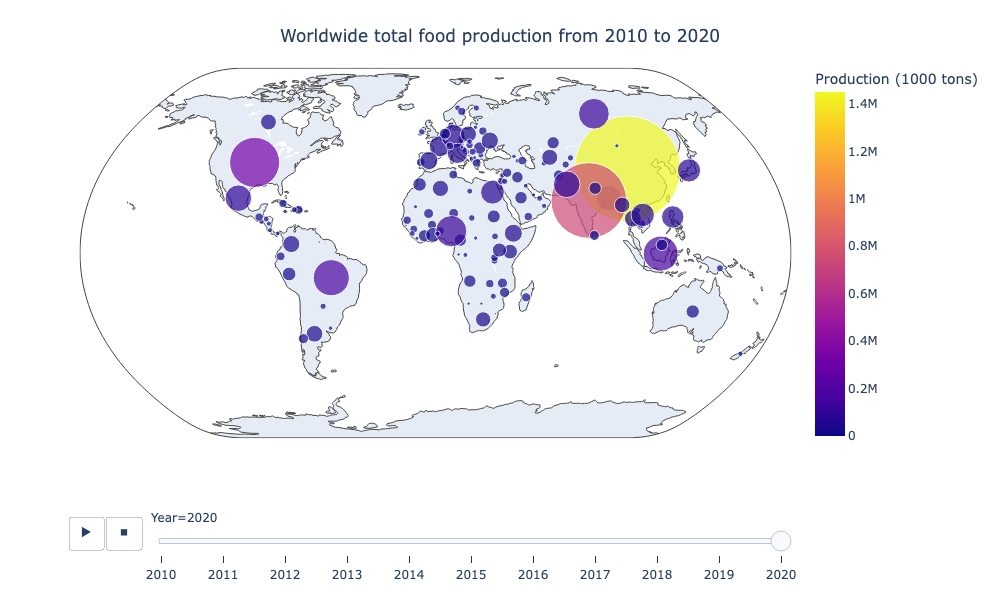 Worldwide total food production from 2010 to 2020
Production (1000 tons)
1.4M
1.2M
1M
0.8M
0.6M
0.4M
0.2M
0
Year=2020
2010 2011 2012 2013 2014 2015 2016 2017 2018 2019 2020